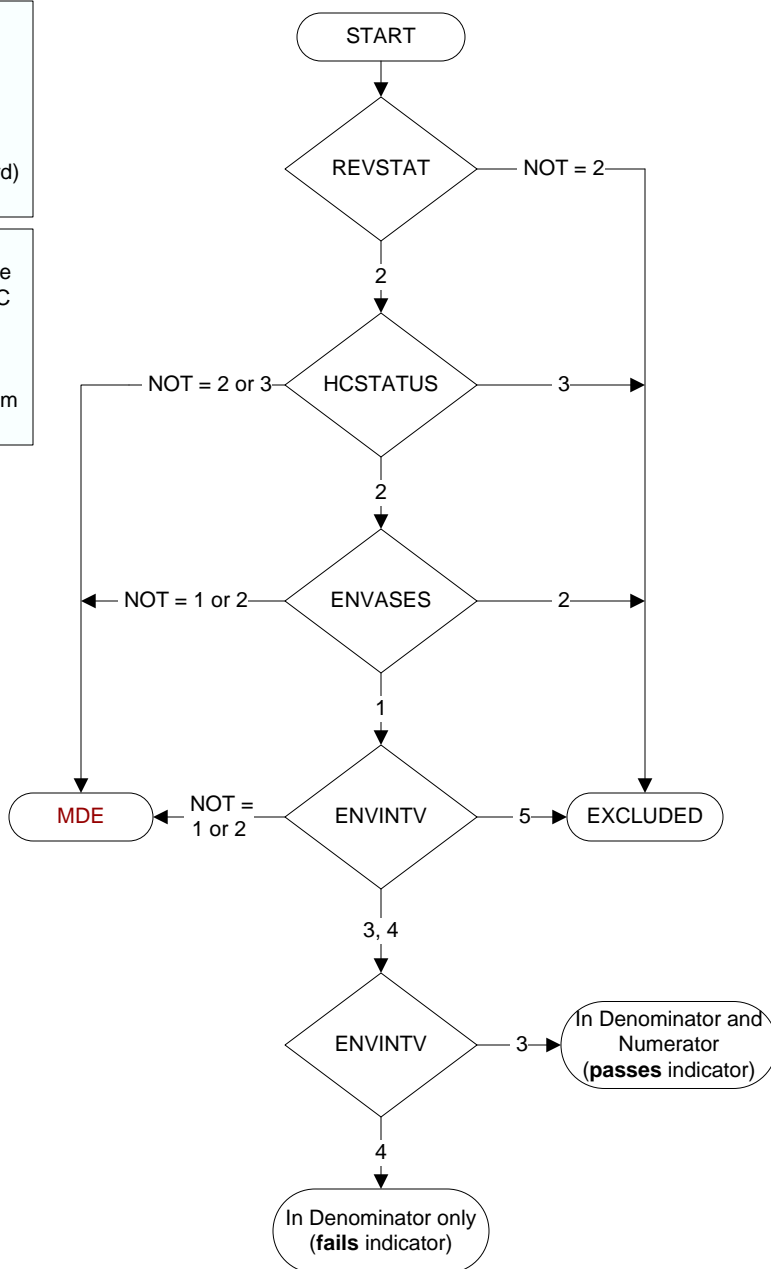 START
d)
REVSTAT
NOT = 2
2
e
C
m
NOT = 2 or 3
HCSTATUS
3
2
NOT = 1 or 2
ENVASES
2
1
MDE
NOT =
1 or 2
ENVINTV
5
EXCLUDED
3, 4
ENVINTV
3
In Denominator and
Numerator
(passes indicator)
4
In Denominator only
(fails indicator)